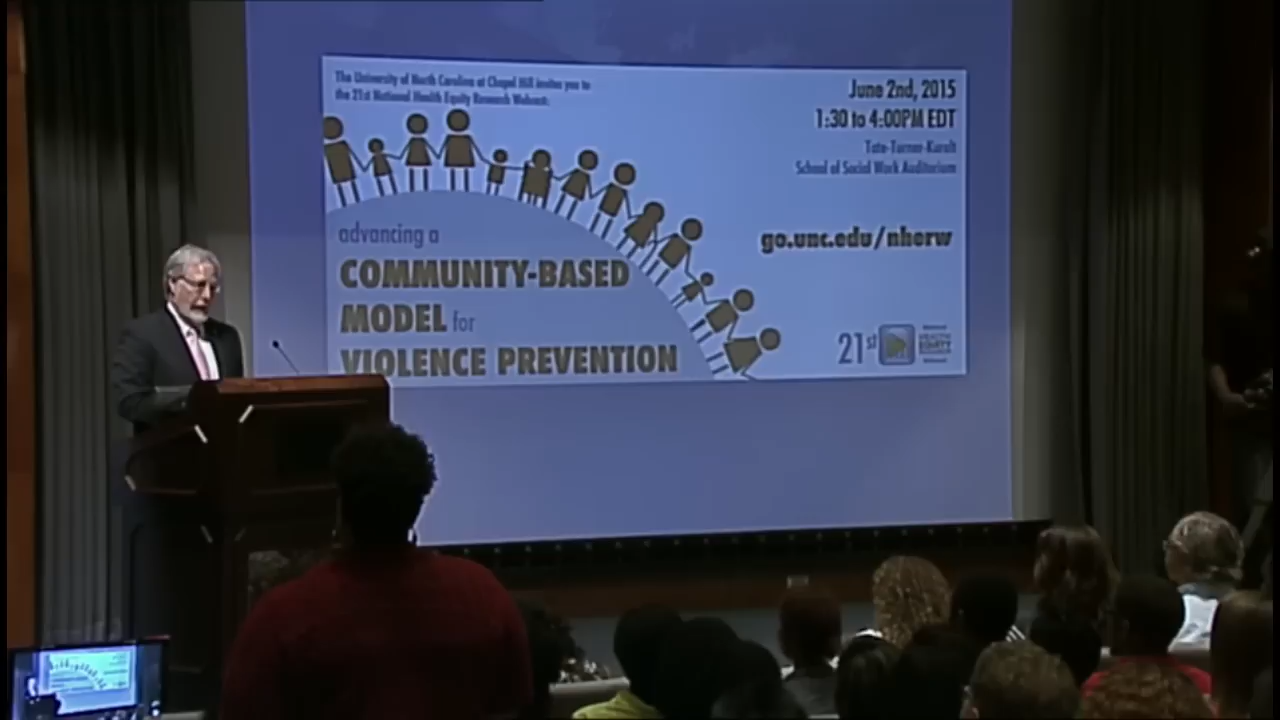 The University of North Carolina at Chapel Hill invites you to
the 21st National Health Equity Research Webcast:
advancing a
COMMUNITY-BASED
MODEL for
VIOLENCE PREVENTION
June 2nd, 2015
1:30 to 4:00PM EDT
Tate-Turner-Kuralt
School of Social Work Auditorium
go.unc.edu/nherw
21st
HEALTH
EQUITY